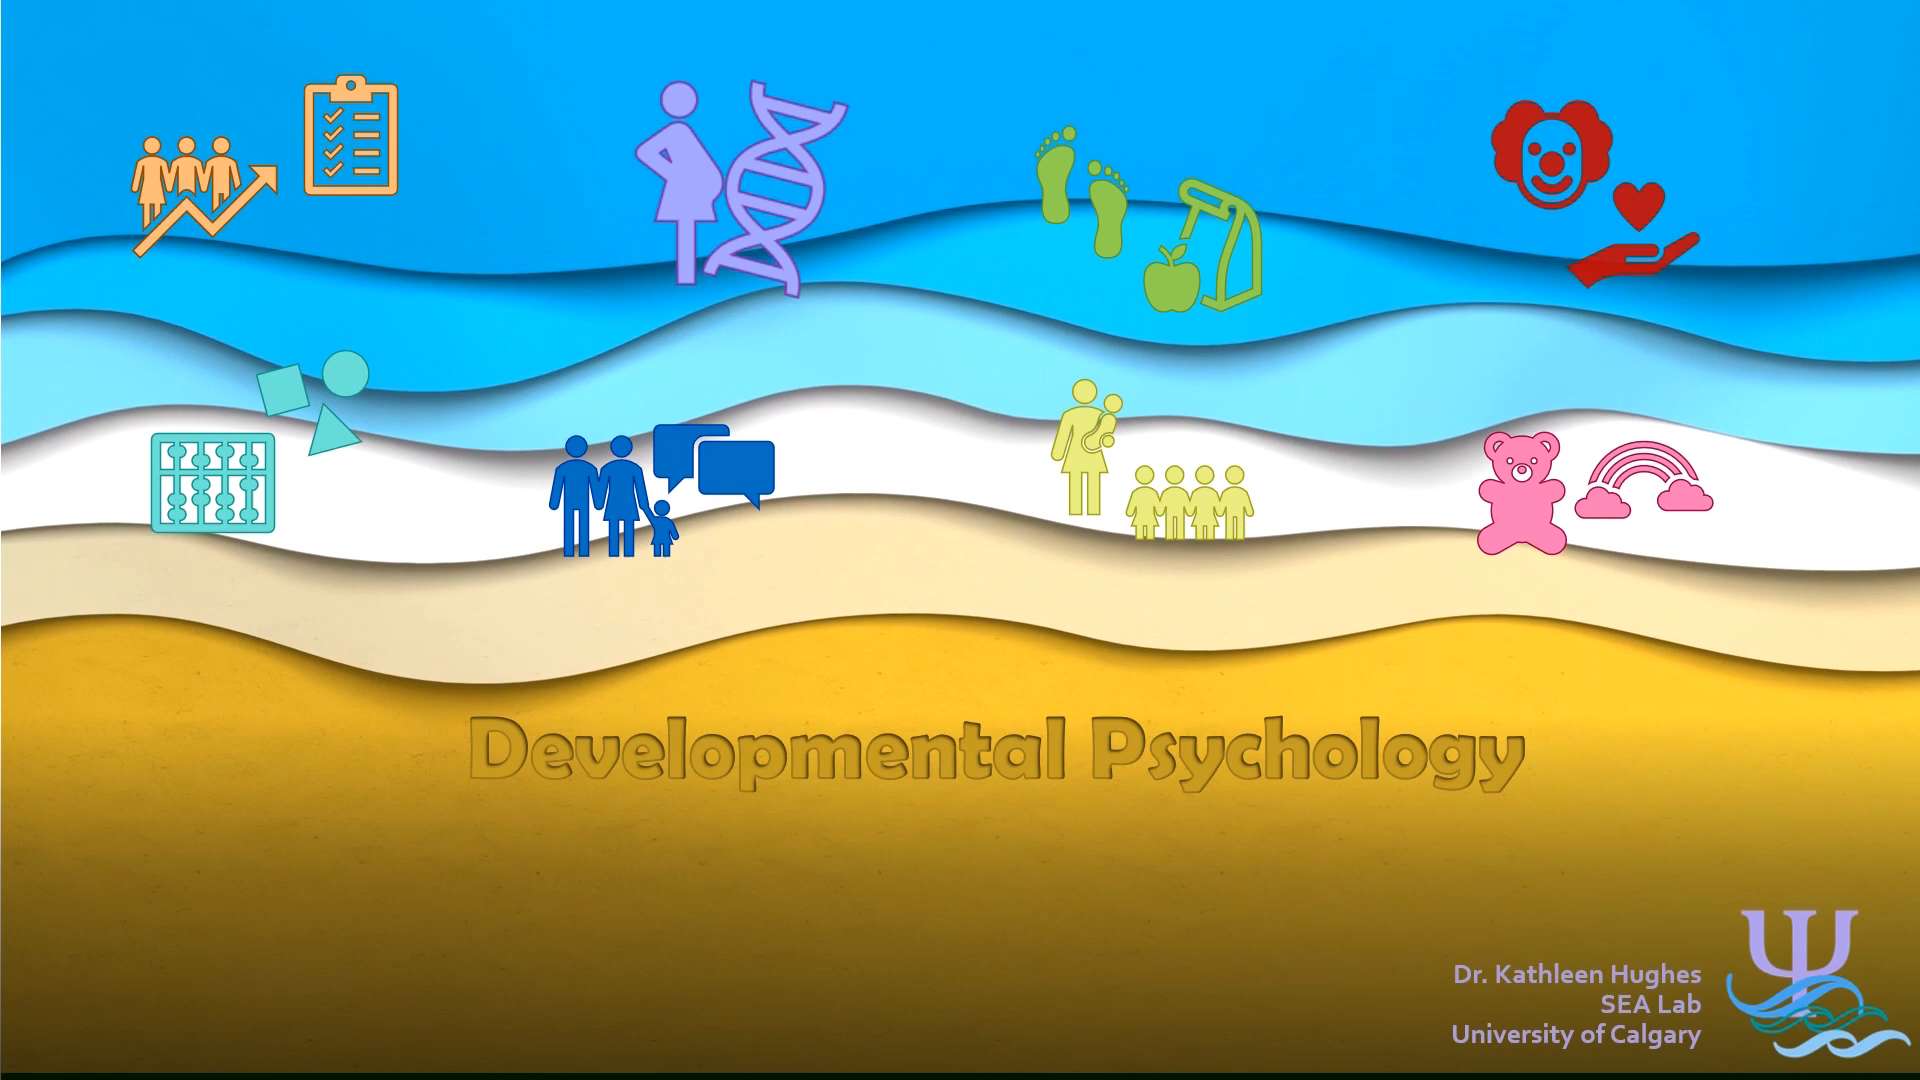 Developmental Psychology
Dr. Kathleen Hughes
SEA Lab
University of Calgary